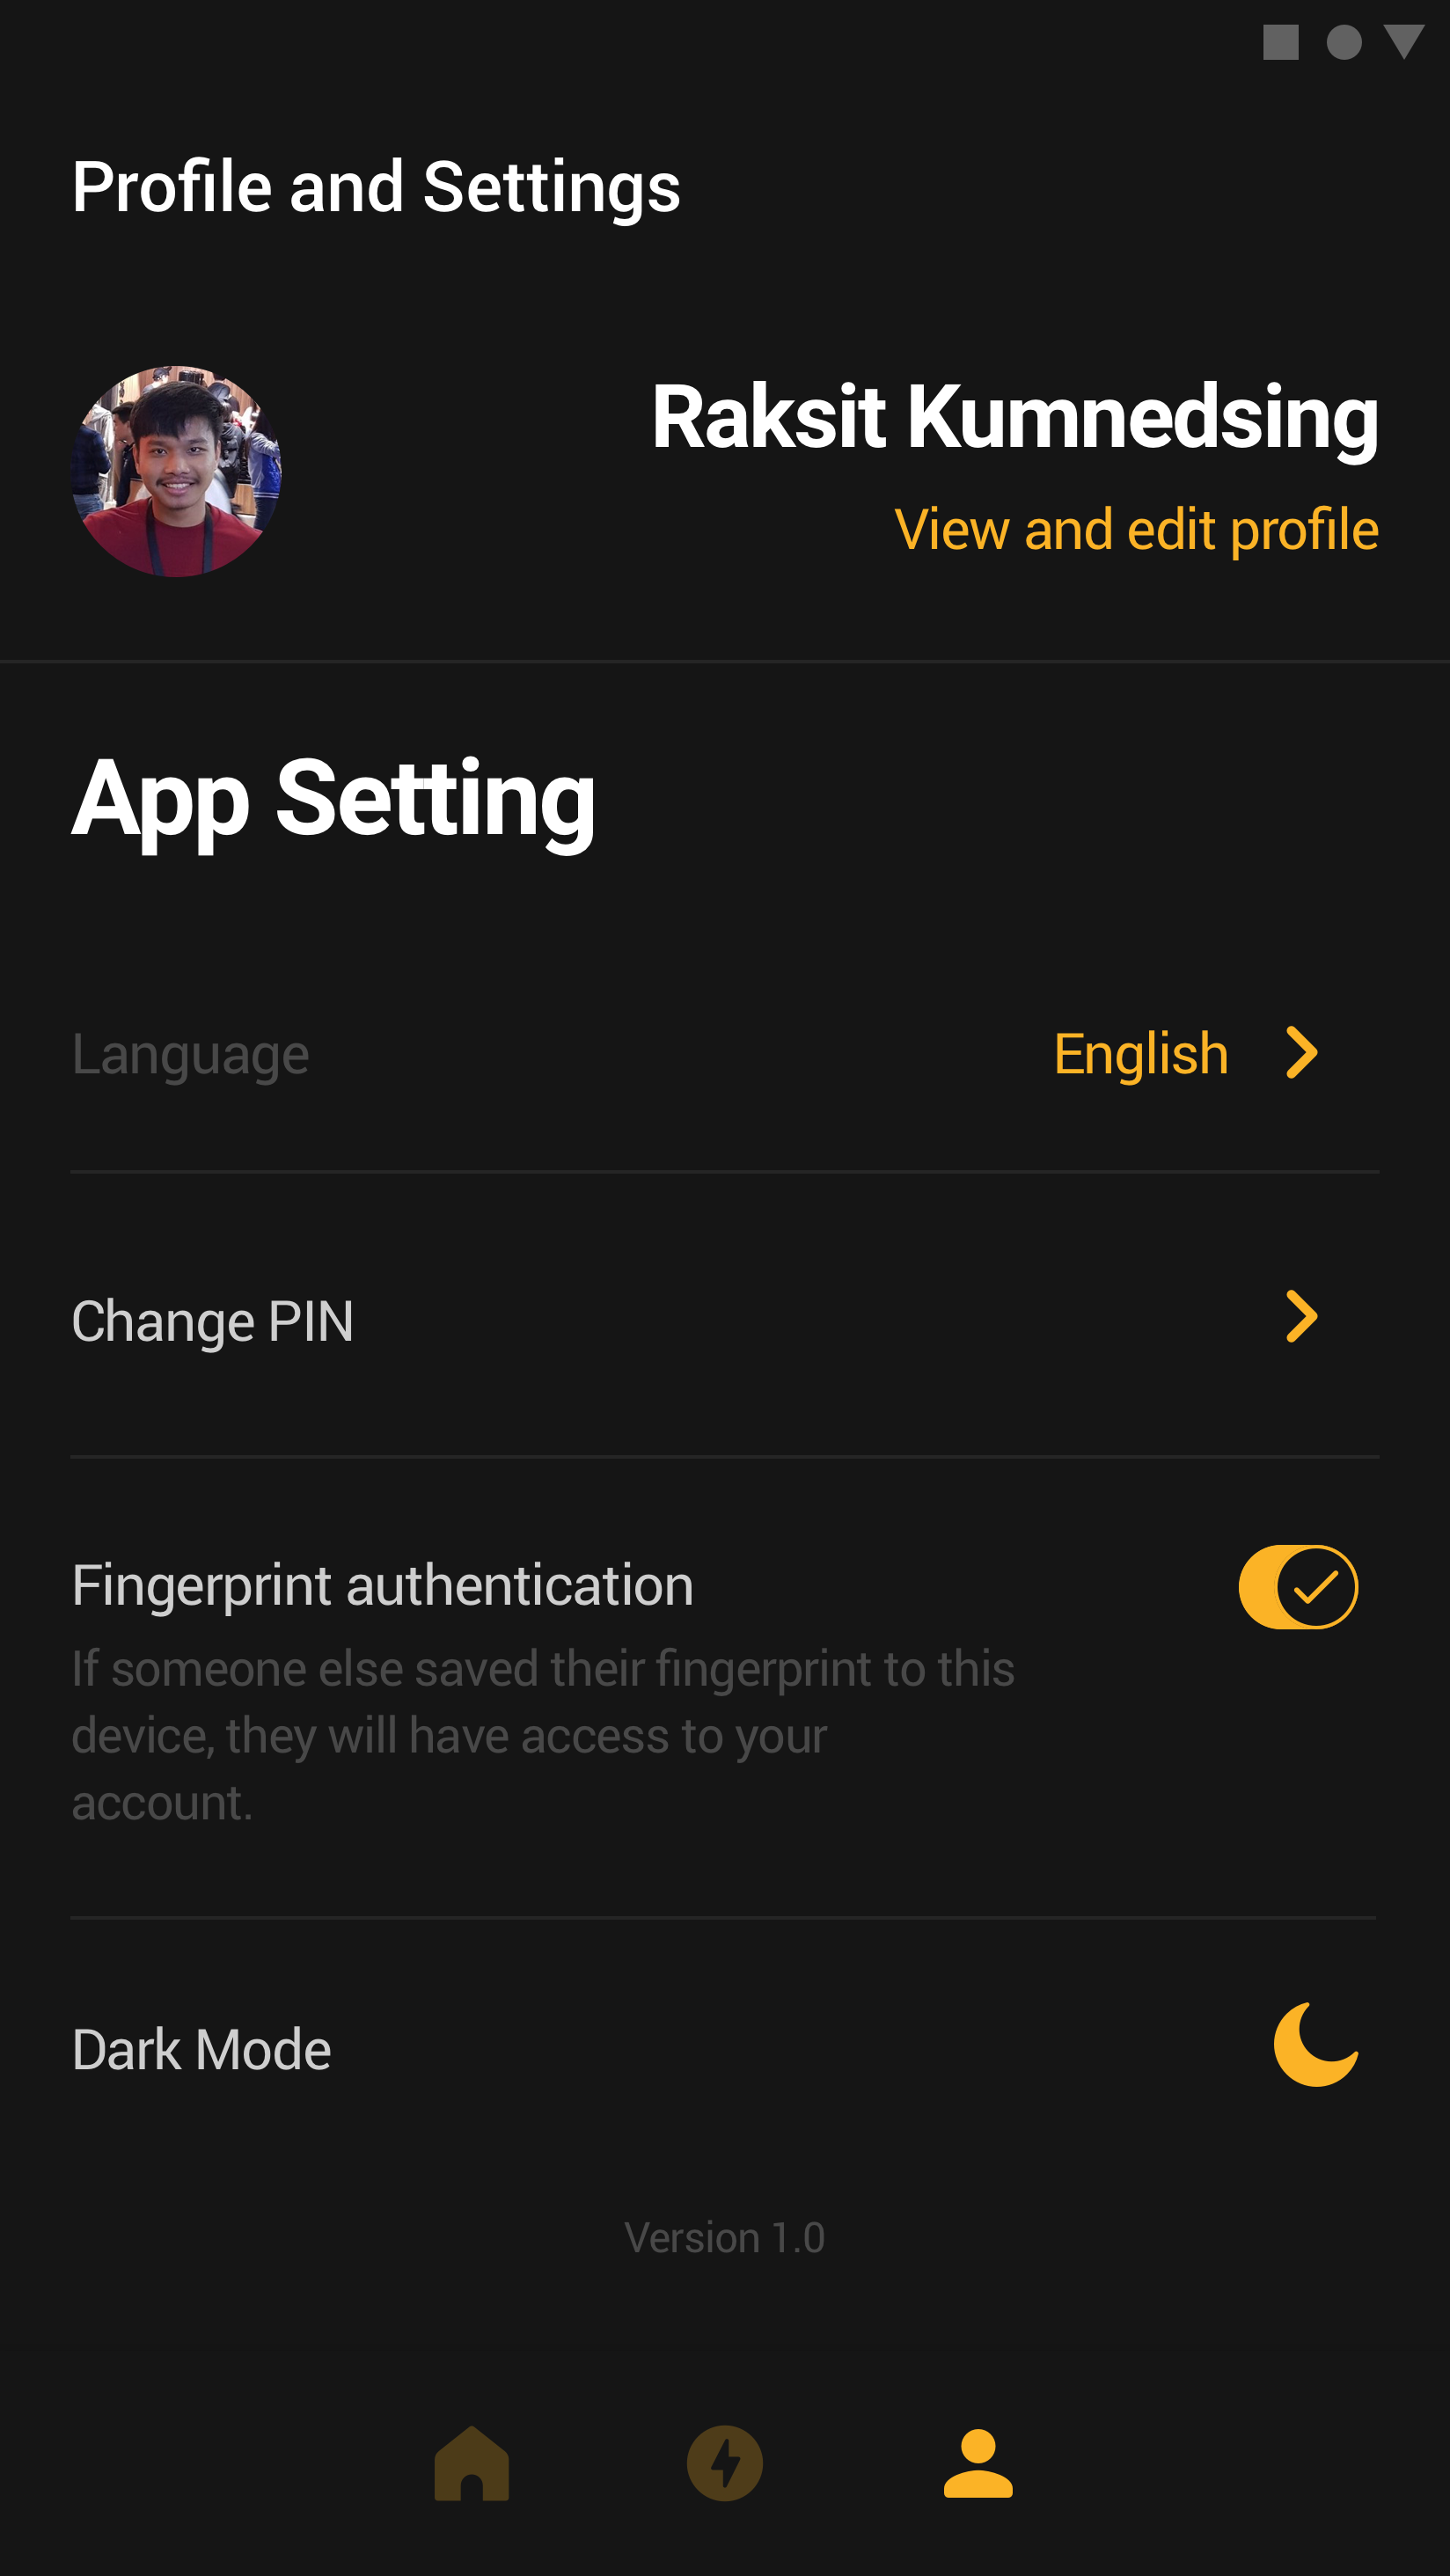 Profile and Settings
Raksit Kumnedsing
View and edit profile
App Setting
Language
English
Change PIN
Fingerprint authentication
If someone else saved their fingerprint to this
device, they will have access to your
account.
Dark Mode
Version 1.0